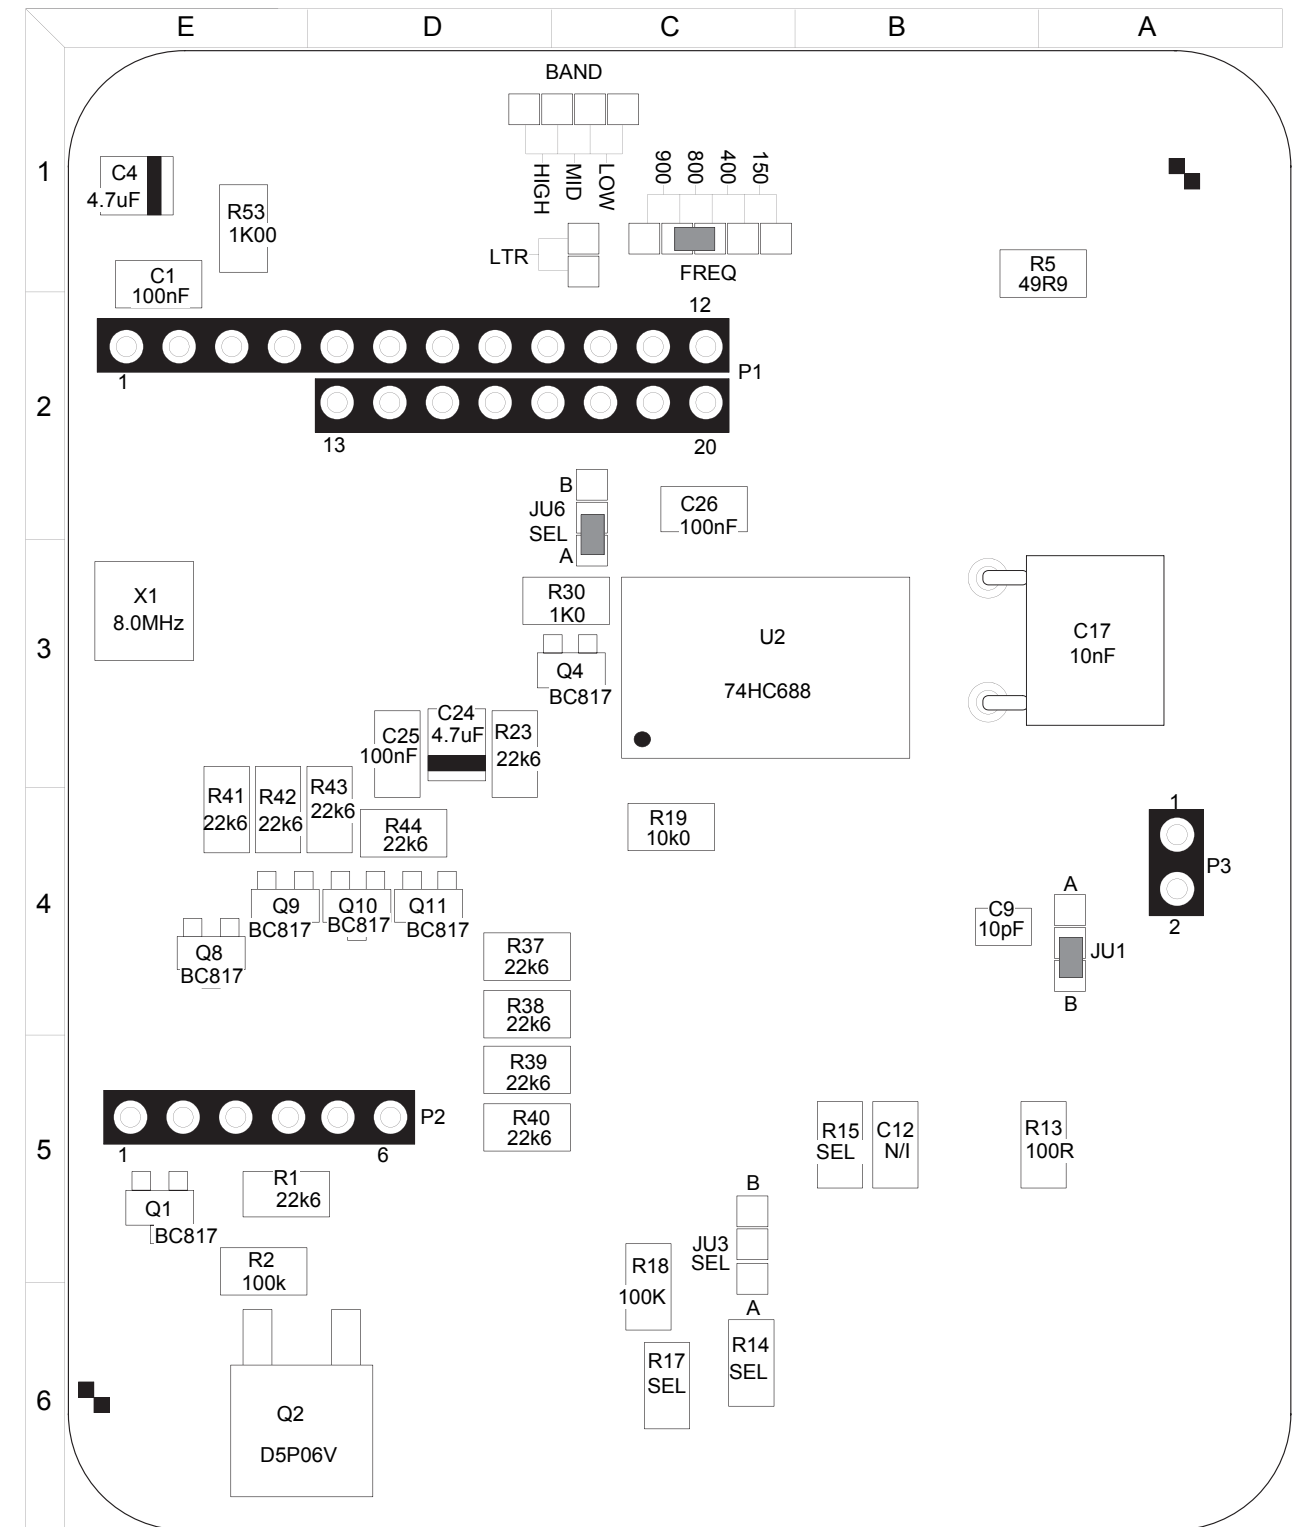 E D C B A
BAND
1
C4
4.7uF
HIGH
MID
LOW
900
800
400
150
R53
1K00
LTR
FREQ
R5
49R9
C1
100nF
12
1
P1
2
13
20
B
JU6
SEL
A
C26
100nF
X1
8.0MHz
R30
1K0
3
U2
74HC688
C17
10nF
Q4
BC817
C25
100nF
C24
4.7uF
R23
22k6
R41
22k6
R42
22k6
R43
22k6
R44
22k6
R19
10k0
1
P3
2
4
Q9
BC817
Q10
BC817
Q11
BC817
Q8
BC817
C9
10pF
A
JU1
B
R37
22k6
R38
22k6
R39
22k6
R40
22k6
P2
1
6
5
R15
SEL
C12
N/I
R13
100R
R1
22k6
Q1
BC817
B
JU3
SEL
A
R2
100k
R18
100K
R14
SEL
R17
SEL
6
Q2
D5P06V